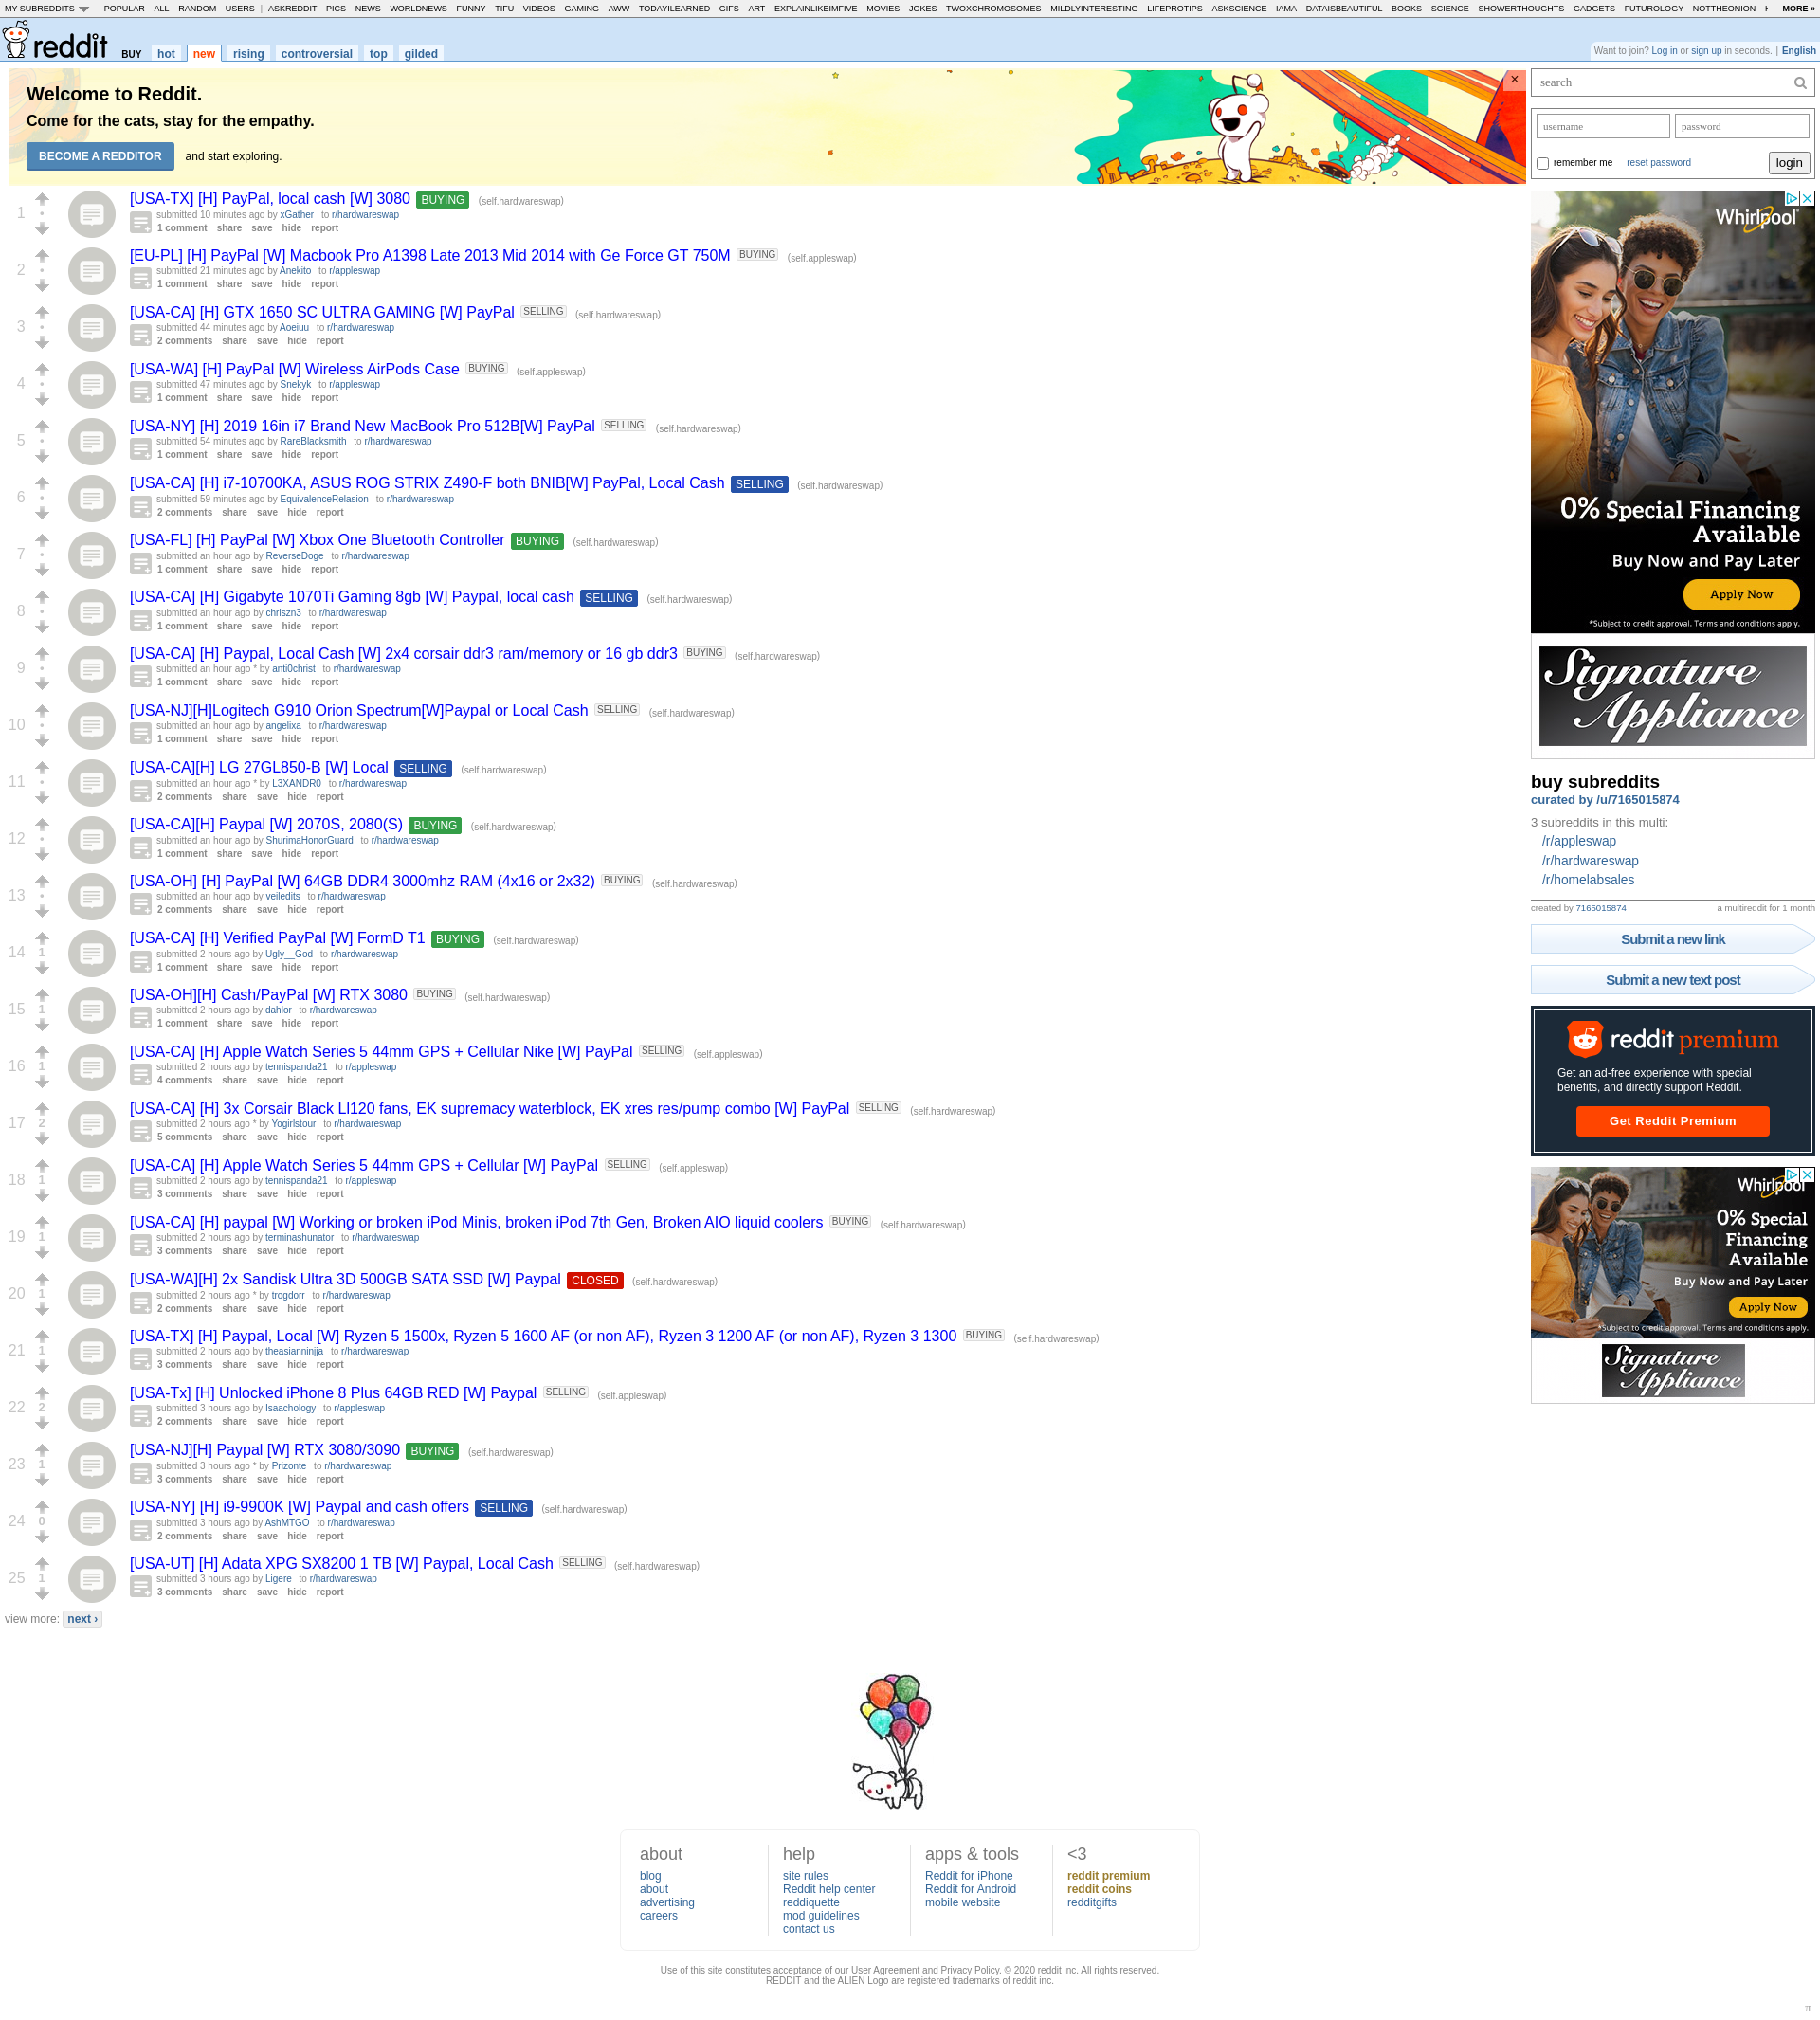 MY SUBREDDITS POPULAR - ALL - RANDOM - USERS | ASKREDDIT - PICS - NEWS - WORLDNEWS - FUNNY - TIFU - VIDEOS - GAMING - AWW - TODAYILEARNED - GIFS - ART - EXPLAINLIKEIMFIVE - MOVIES - JOKES - TWOXCHROMOSOMES - MILDLYINTERESTING - LIFEPROTIPS - ASKSCIENCE - IAMA - DATAISBEAUTIFUL - BOOKS - SCIENCE - SHOWERTHOUGHTS - GADGETS - FUTUROLOGY - NOTTHEONION - MORE »
reddit BUY hot new rising controversial top gilded
Want to join? Log in or sign up in seconds. | English
Welcome to Reddit.
Come for the cats, stay for the empathy.
BECOME A REDDITOR and start exploring.
×
1 [USA-TX] [H] PayPal, local cash [W] 3080 BUYING (self.hardwareswap)
submitted 10 minutes ago by xGather to r/hardwareswap
1 comment share save hide report
2 [EU-PL] [H] PayPal [W] Macbook Pro A1398 Late 2013 Mid 2014 with Ge Force GT 750M BUYING (self.appleswap)
submitted 21 minutes ago by Anekito to r/appleswap
1 comment share save hide report
3 [USA-CA] [H] GTX 1650 SC ULTRA GAMING [W] PayPal SELLING (self.hardwareswap)
submitted 44 minutes ago by Aoeiuu to r/hardwareswap
2 comments share save hide report
4 [USA-WA] [H] PayPal [W] Wireless AirPods Case BUYING (self.appleswap)
submitted 47 minutes ago by Snekyk to r/appleswap
1 comment share save hide report
5 [USA-NY] [H] 2019 16in i7 Brand New MacBook Pro 512B[W] PayPal SELLING (self.hardwareswap)
submitted 54 minutes ago by RareBlacksmith to r/hardwareswap
1 comment share save hide report
6 [USA-CA] [H] i7-10700KA, ASUS ROG STRIX Z490-F both BNIB[W] PayPal, Local Cash SELLING (self.hardwareswap)
submitted 59 minutes ago by EquivalenceRelasion to r/hardwareswap
2 comments share save hide report
7 [USA-FL] [H] PayPal [W] Xbox One Bluetooth Controller BUYING (self.hardwareswap)
submitted an hour ago by ReverseDoge to r/hardwareswap
1 comment share save hide report
8 [USA-CA] [H] Gigabyte 1070Ti Gaming 8gb [W] Paypal, local cash SELLING (self.hardwareswap)
submitted an hour ago by chriszn3 to r/hardwareswap
1 comment share save hide report
9 [USA-CA] [H] Paypal, Local Cash [W] 2x4 corsair ddr3 ram/memory or 16 gb ddr3 BUYING (self.hardwareswap)
submitted an hour ago * by anti0christ to r/hardwareswap
1 comment share save hide report
10 [USA-NJ][H]Logitech G910 Orion Spectrum[W]Paypal or Local Cash SELLING (self.hardwareswap)
submitted an hour ago by angelixa to r/hardwareswap
1 comment share save hide report
11 [USA-CA][H] LG 27GL850-B [W] Local SELLING (self.hardwareswap)
submitted an hour ago * by L3XANDR0 to r/hardwareswap
2 comments share save hide report
12 [USA-CA][H] Paypal [W] 2070S, 2080(S) BUYING (self.hardwareswap)
submitted an hour ago by ShurimaHonorGuard to r/hardwareswap
1 comment share save hide report
13 [USA-OH] [H] PayPal [W] 64GB DDR4 3000mhz RAM (4x16 or 2x32) BUYING (self.hardwareswap)
submitted an hour ago by veiledits to r/hardwareswap
2 comments share save hide report
14 1 [USA-CA] [H] Verified PayPal [W] FormD T1 BUYING (self.hardwareswap)
submitted 2 hours ago by Ugly__God to r/hardwareswap
1 comment share save hide report
15 1 [USA-OH][H] Cash/PayPal [W] RTX 3080 BUYING (self.hardwareswap)
submitted 2 hours ago by dahlor to r/hardwareswap
1 comment share save hide report
16 1 [USA-CA] [H] Apple Watch Series 5 44mm GPS + Cellular Nike [W] PayPal SELLING (self.appleswap)
submitted 2 hours ago by tennispanda21 to r/appleswap
4 comments share save hide report
17 2 [USA-CA] [H] 3x Corsair Black Ll120 fans, EK supremacy waterblock, EK xres res/pump combo [W] PayPal SELLING (self.hardwareswap)
submitted 2 hours ago * by Yogirlstour to r/hardwareswap
5 comments share save hide report
18 1 [USA-CA] [H] Apple Watch Series 5 44mm GPS + Cellular [W] PayPal SELLING (self.appleswap)
submitted 2 hours ago by tennispanda21 to r/appleswap
3 comments share save hide report
19 1 [USA-CA] [H] paypal [W] Working or broken iPod Minis, broken iPod 7th Gen, Broken AIO liquid coolers BUYING (self.hardwareswap)
submitted 2 hours ago by terminashunator to r/hardwareswap
3 comments share save hide report
20 1 [USA-WA][H] 2x Sandisk Ultra 3D 500GB SATA SSD [W] Paypal CLOSED (self.hardwareswap)
submitted 2 hours ago * by trogdorr to r/hardwareswap
2 comments share save hide report
21 1 [USA-TX] [H] Paypal, Local [W] Ryzen 5 1500x, Ryzen 5 1600 AF (or non AF), Ryzen 3 1200 AF (or non AF), Ryzen 3 1300 BUYING (self.hardwareswap)
submitted 2 hours ago by theasianninjja to r/hardwareswap
3 comments share save hide report
22 2 [USA-Tx] [H] Unlocked iPhone 8 Plus 64GB RED [W] Paypal SELLING (self.appleswap)
submitted 3 hours ago by Isaachology to r/appleswap
2 comments share save hide report
23 1 [USA-NJ][H] Paypal [W] RTX 3080/3090 BUYING (self.hardwareswap)
submitted 3 hours ago * by Prizonte to r/hardwareswap
3 comments share save hide report
24 0 [USA-NY] [H] i9-9900K [W] Paypal and cash offers SELLING (self.hardwareswap)
submitted 3 hours ago by AshMTGO to r/hardwareswap
2 comments share save hide report
25 1 [USA-UT] [H] Adata XPG SX8200 1 TB [W] Paypal, Local Cash SELLING (self.hardwareswap)
submitted 3 hours ago by Ligere to r/hardwareswap
3 comments share save hide report
view more: next ›
search
username password
remember me reset password login
Whirlpool
0% Special Financing
Available
Buy Now and Pay Later
Apply Now
*Subject to credit approval. Terms and conditions apply.
Signature
Appliance
buy subreddits
curated by /u/7165015874
3 subreddits in this multi:
/r/appleswap
/r/hardwareswap
/r/homelabsales
created by 7165015874 a multireddit for 1 month
Submit a new link
Submit a new text post
reddit premium
Get an ad-free experience with special
benefits, and directly support Reddit.
Get Reddit Premium
Whirlpool
0% Special
Financing
Available
Buy Now and Pay Later
Apply Now
*Subject to credit approval. Terms and conditions apply.
Signature
Appliance
about
blog
about
advertising
careers
help
site rules
Reddit help center
reddiquette
mod guidelines
contact us
apps & tools
Reddit for iPhone
Reddit for Android
mobile website
<3
reddit premium
reddit coins
redditgifts
Use of this site constitutes acceptance of our User Agreement and Privacy Policy. © 2020 reddit inc. All rights reserved.
REDDIT and the ALIEN Logo are registered trademarks of reddit inc.
π